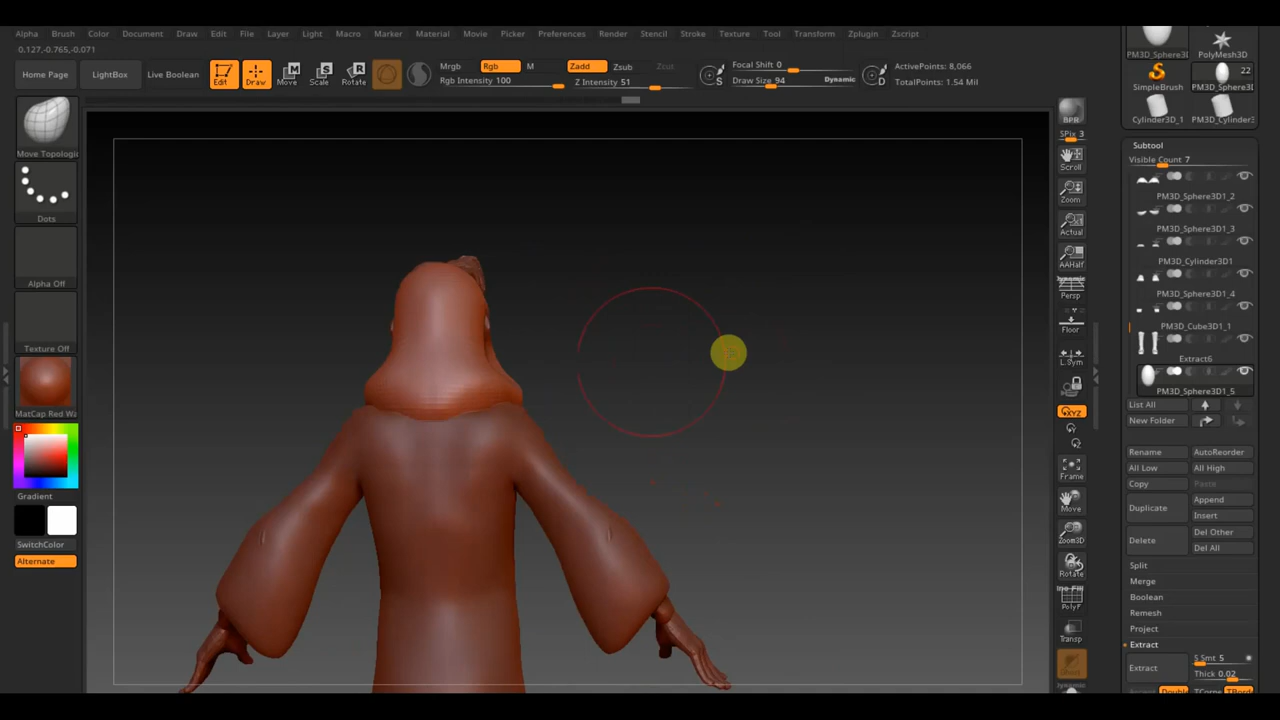 Alpha Brush Color Document Draw Edit File Layer Light Macro Marker Material Movie Picker Preferences Render Stencil Stroke Texture Tool Transform Zplugin Zscript
0.127,-0.765,-0.071
Home Page LightBox Live Boolean Edit Draw Move Scale Rotate
Mrgb Rgb M Zadd Zsub Zcut
Rgb Intensity 100 Z Intensity 51
S Focal Shift 0
Draw Size 94 Dynamic D
ActivePoints: 8,066
TotalPoints: 1.54 Mil
Move Topologic
Dots
Alpha Off
Texture Off
MatCap Red Wa
Gradient
SwitchColor
Alternate
BPR
SPix 3
Scroll
Zoom
Actual
AAHalf
Dynamic
Persp
Floor
L.Sym
XYZ
Y
Z
Frame
Move
Zoom3D
Rotate
PolyF
Transp
Dynamic
PM3D_Sphere3D PolyMesh3D
22
SimpleBrush PM3D_Sphere3D
Cylinder3D_1 PM3D_Cylinder3
Subtool
Visible Count 7
PM3D_Sphere3D1_2
PM3D_Sphere3D1_3
PM3D_Cylinder3D1
PM3D_Sphere3D1_4
PM3D_Cube3D1_1
Extract6
PM3D_Sphere3D1_5
List All
New Folder
Rename AutoReorder
All Low All High
Copy Paste
Duplicate Append
Insert
Delete Del Other
Del All
Split
Merge
Boolean
Remesh
Project
Extract
Extract S Smt 5
Thick 0.02